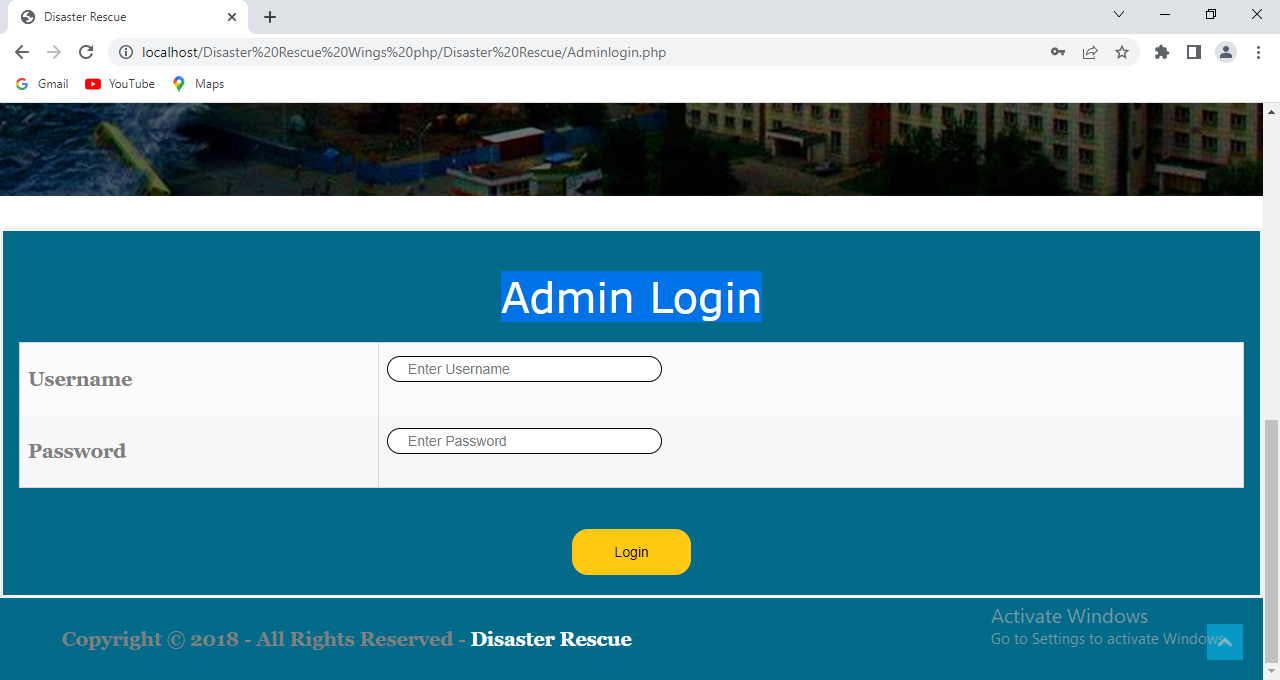 Disaster Rescue
localhost/Disaster%20Rescue%20Wings%20php/Disaster%20Rescue/Adminlogin.php
Gmail YouTube Maps
Admin Login
Username Enter Username
Password Enter Password
Login
Copyright © 2018 - All Rights Reserved - Disaster Rescue
Activate Windows
Go to Settings to activate Windows.